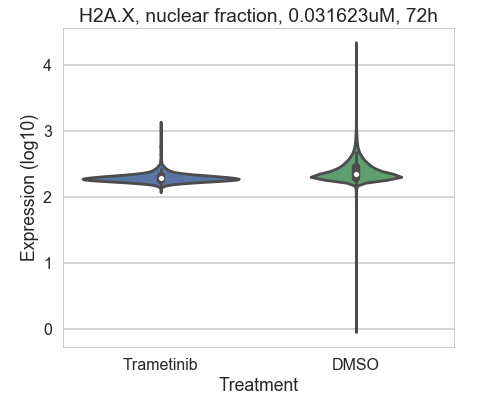 H2A.X, nuclear fraction, 0.031623uM, 72h
Expression (log10)
4
3
2
1
0
Trametinib
DMSO
Treatment